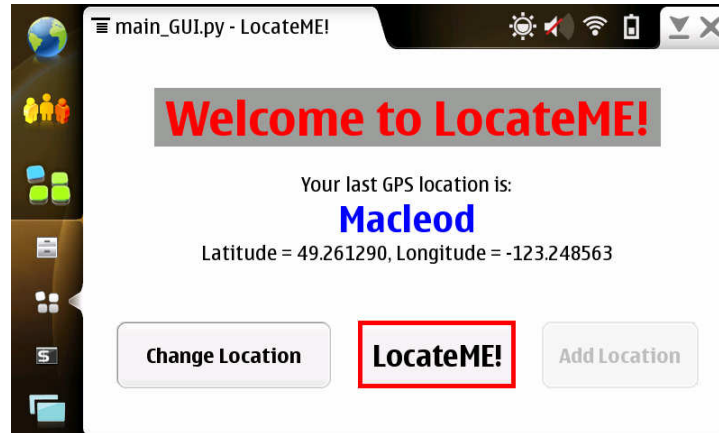 main_GUI.py - LocateME!
Welcome to LocateME!
Your last GPS location is:
Macleod
Latitude = 49.261290, Longitude = -123.248563
Change Location
LocateME!
Add Location